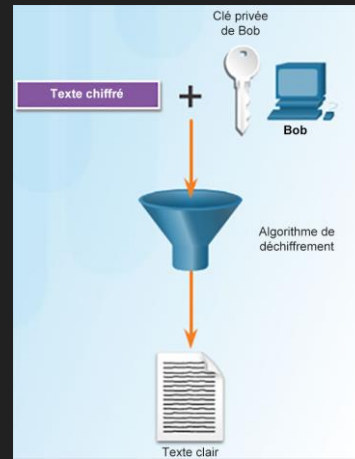 Clé privée
de Bob
Texte chiffré
+
Bob
Algorithme de
déchiffrement
Texte clair